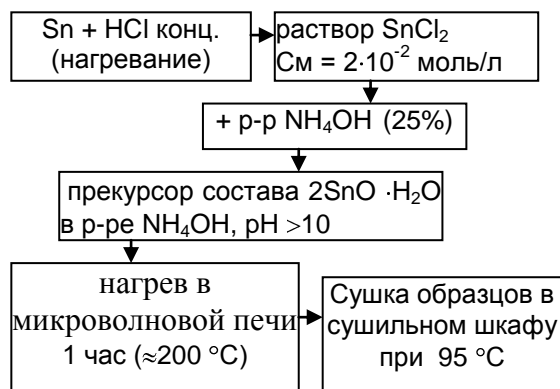 Sn + HCl конц.
(нагревание)
раствор SnCl₂
См = 2·10⁻² моль/л
+ р-р NH₄OH (25%)
прекурсор состава 2SnO ·H₂O
в р-ре NH₄OH, pH >10
нагрев в
микроволновой печи
1 час (≈200 °C)
Сушка образцов в
сушильном шкафу
при 95 °C